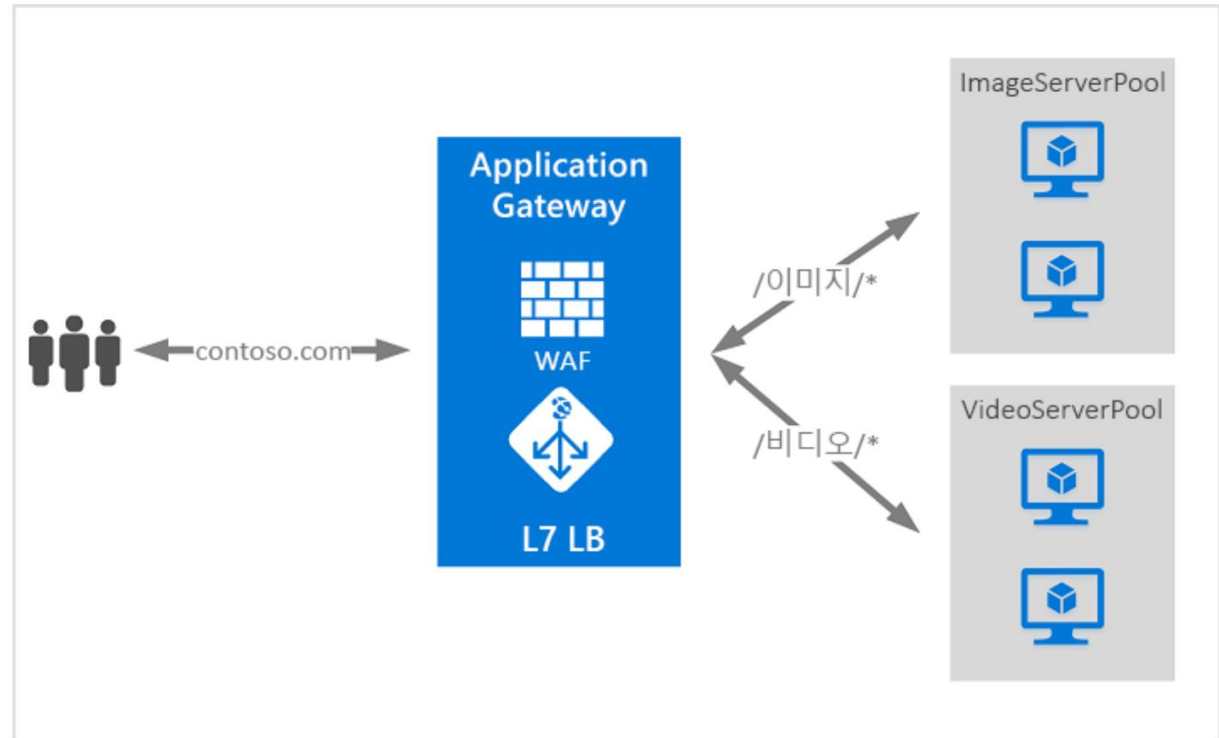 contoso.com
Application
Gateway
WAF
L7 LB
/이미지/*
/비디오/*
ImageServerPool
VideoServerPool